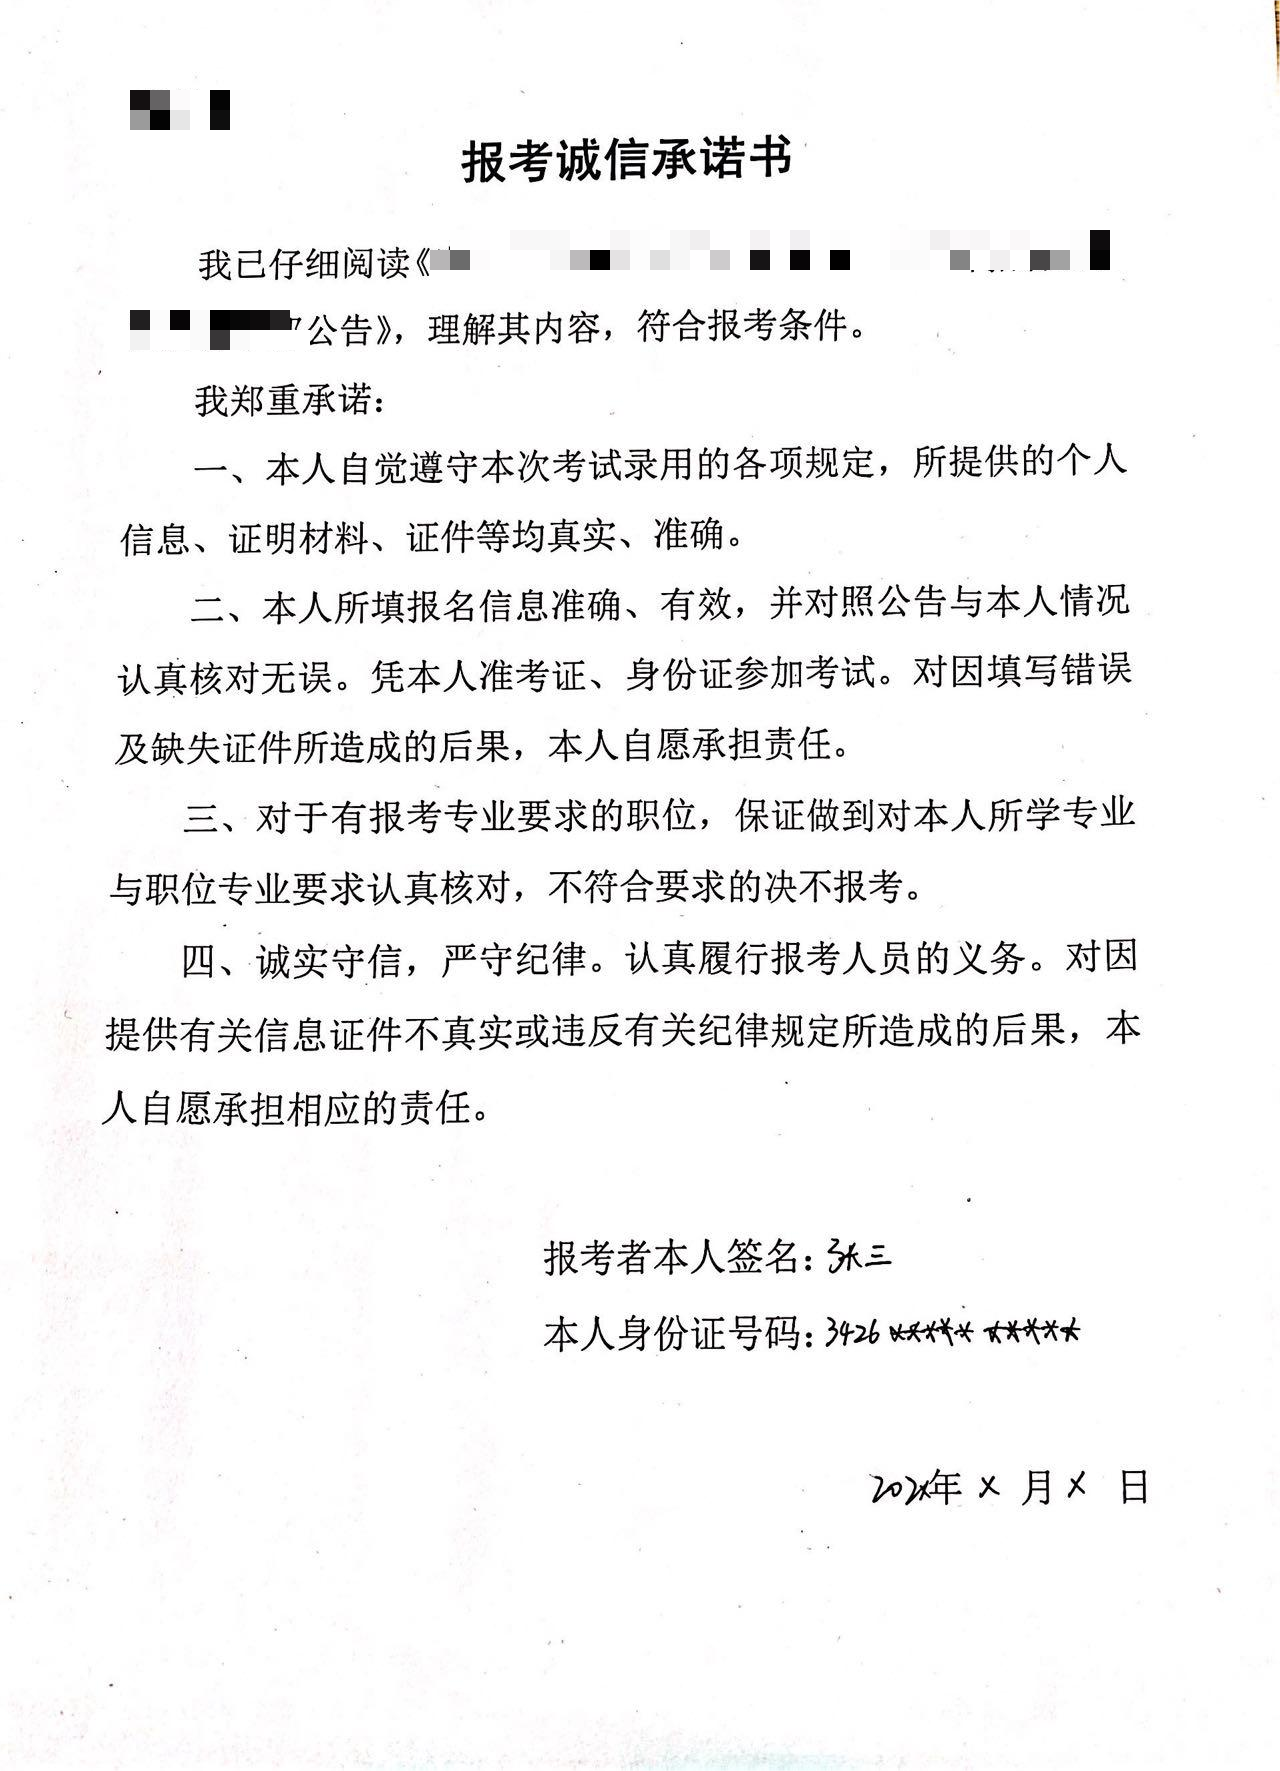 报考诚信承诺书
我已仔细阅读《
公告》，理解其内容，符合报考条件。
我郑重承诺：
一、本人自觉遵守本次考试录用的各项规定，所提供的个人
信息、证明材料、证件等均真实、准确。
二、本人所填报名信息准确、有效，并对照公告与本人情况
认真核对无误。凭本人准考证、身份证参加考试。对因填写错误
及缺失证件所造成的后果，本人自愿承担责任。
三、对于有报考专业要求的职位，保证做到对本人所学专业
与职位专业要求认真核对，不符合要求的决不报考。
四、诚实守信，严守纪律。认真履行报考人员的义务。对因
提供有关信息证件不真实或违反有关纪律规定所造成的后果，本
人自愿承担相应的责任。
报考者本人签名：张三
本人身份证号码：3426 ***** *****
202x年 x 月 x 日